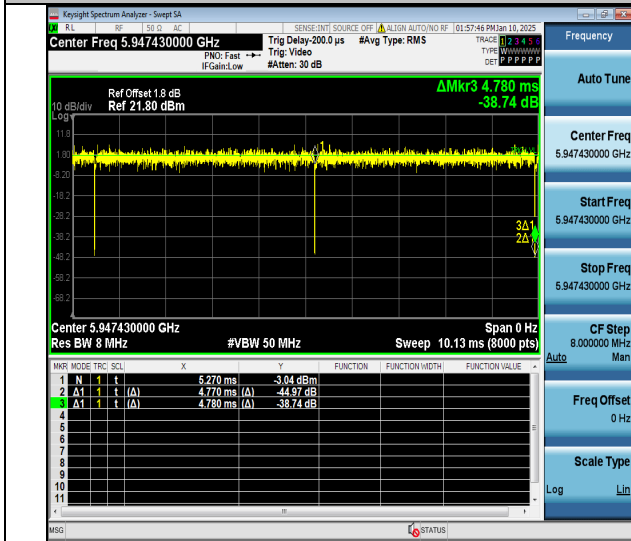 Keysight Spectrum Analyzer - Swept SA
RL RF 50 Ω AC SENSE:INT SOURCE OFF ALIGN AUTO/NO RF 01:57:46 PM Jan 10, 2025
Center Freq 5.947430000 GHz
PNO: Fast
IFGain:Low
Trig Delay-200.0 µs
Trig: Video
#Atten: 30 dB
#Avg Type: RMS
TRACE 1 2 3 4 5 6
TYPE WWWWWW
DET P P P P P P
Frequency
Ref Offset 1.8 dB
Ref 21.80 dBm
10 dB/div
Log
ΔMkr3 4.780 ms
-38.74 dB
11.8
1.80
-8.20
-18.2
-28.2
-38.2
-48.2
-58.2
-68.2
1
3Δ1
2Δ1
Center 5.947430000 GHz
Span 0 Hz
Res BW 8 MHz
#VBW 50 MHz
Sweep 10.13 ms (8000 pts)
MKR MODE TRC SCL X Y FUNCTION FUNCTION WIDTH FUNCTION VALUE
1 N 1 t 5.270 ms -3.04 dBm
2 Δ1 1 t (Δ) 4.770 ms (Δ) -44.97 dB
3 Δ1 1 t (Δ) 4.780 ms (Δ) -38.74 dB
4
5
6
7
8
9
10
11
MSG
STATUS
Auto Tune
Center Freq
5.947430000 GHz
Start Freq
5.947430000 GHz
Stop Freq
5.947430000 GHz
CF Step
8.000000 MHz
Auto Man
Freq Offset
0 Hz
Scale Type
Log Lin